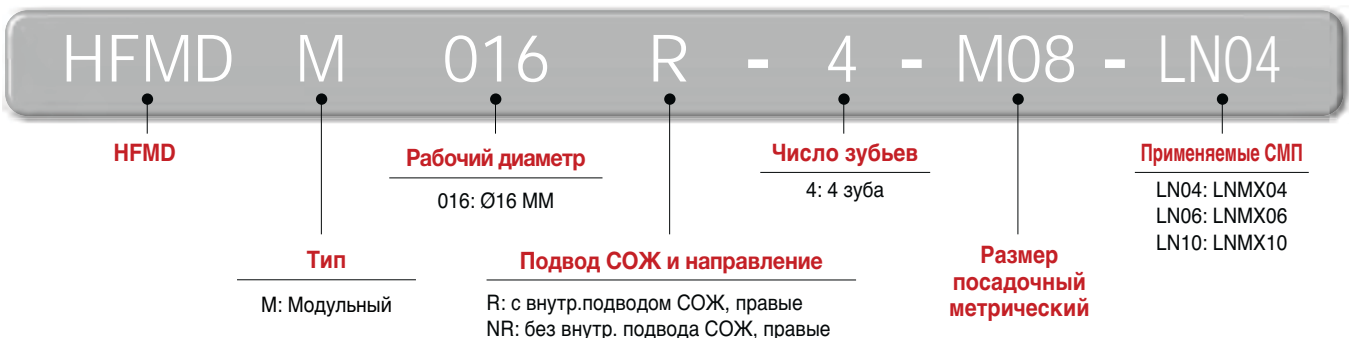 HFMD M 016 R - 4 - M08 - LN04
HFMD
Рабочий диаметр
016: Ø16 ММ
Число зубьев
4: 4 зуба
Применяемые СМП
LN04: LNMX04
LN06: LNMX06
LN10: LNMX10
Тип
М: Модульный
Подвод СОЖ и направление
R: с внутр.подводом СОЖ, правые
NR: без внутр. подвода СОЖ, правые
Размер
посадочный
метрический